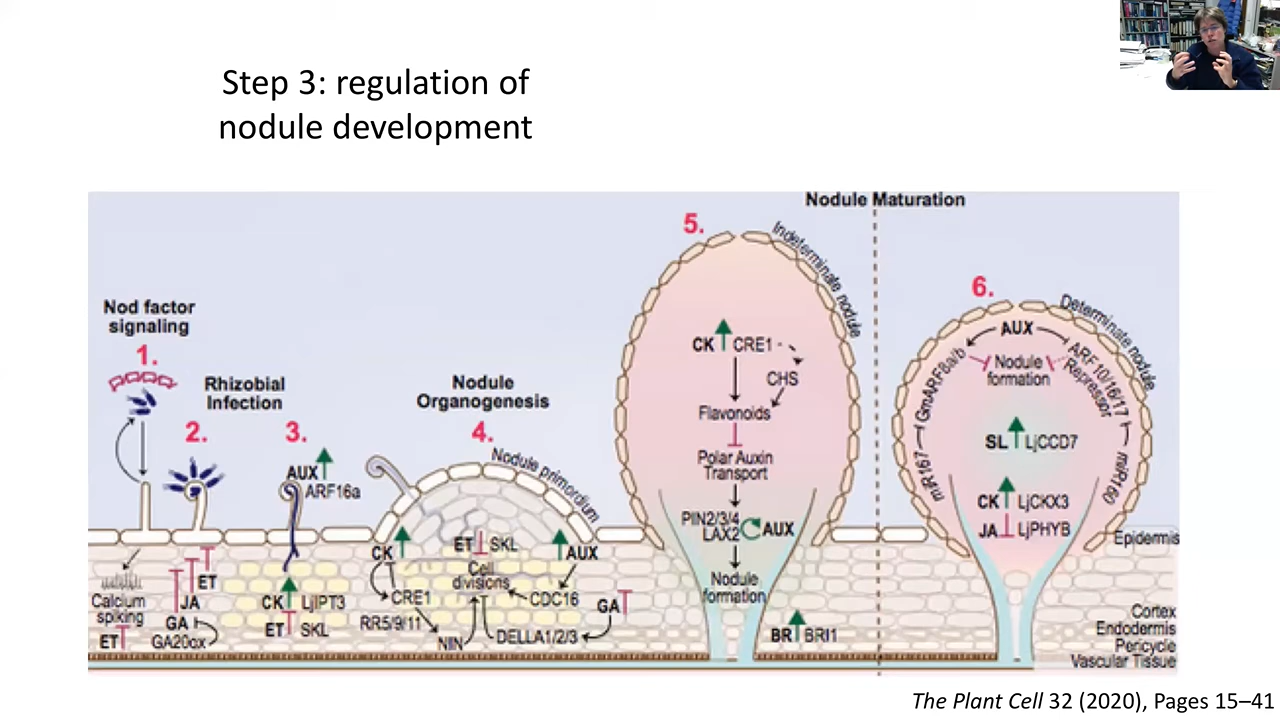 Step 3: regulation of
nodule development
Nodule Maturation
Nod factor
signaling
1.
Rhizobial
Infection
2.
3.
AUX
ARF16a
Nodule
Organogenesis
4.
Nodule primordium
5.
Indeterminate nodule
6.
Determinate nodule
Calcium
spiking
ET
ET
JA
GA
GA20ox
CK LjIPT3
ET SKL
CK
CRE1
RR5/9/11
NIN
ET SKL
Cell
divisions
AUX
CDC16
DELLA1/2/3
GA
CK CRE1
CHS
Flavonoids
Polar Auxin
Transport
PIN2/3/4
LAX2
AUX
Nodule
formation
BR BRI1
AUX
GmARF8a/b
Nodule
formation
ARF10/16/17
Repressor
miR167
miR160
SL LjCCD7
CK LjCKX3
JA LjPHYB
Epidermis
Cortex
Endodermis
Pericycle
Vascular Tissue
The Plant Cell 32 (2020), Pages 15–41